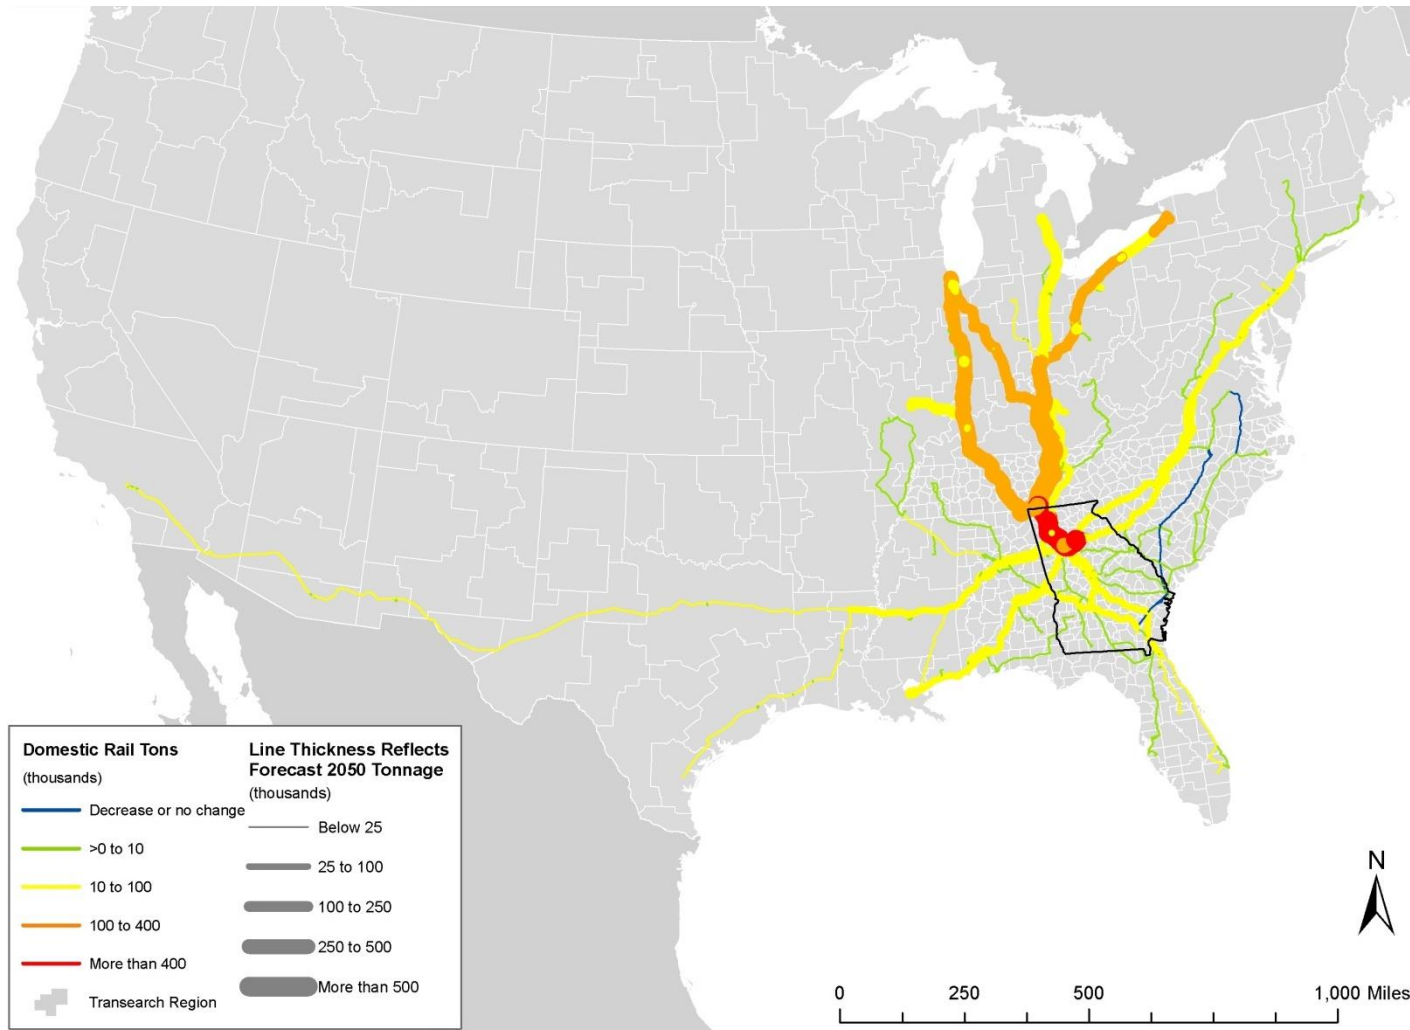 Domestic Rail Tons
(thousands)
Decrease or no change
>0 to 10
10 to 100
100 to 400
More than 400
Transearch Region
Line Thickness Reflects
Forecast 2050 Tonnage
(thousands)
Below 25
25 to 100
100 to 250
250 to 500
More than 500
N
0 250 500 1,000 Miles